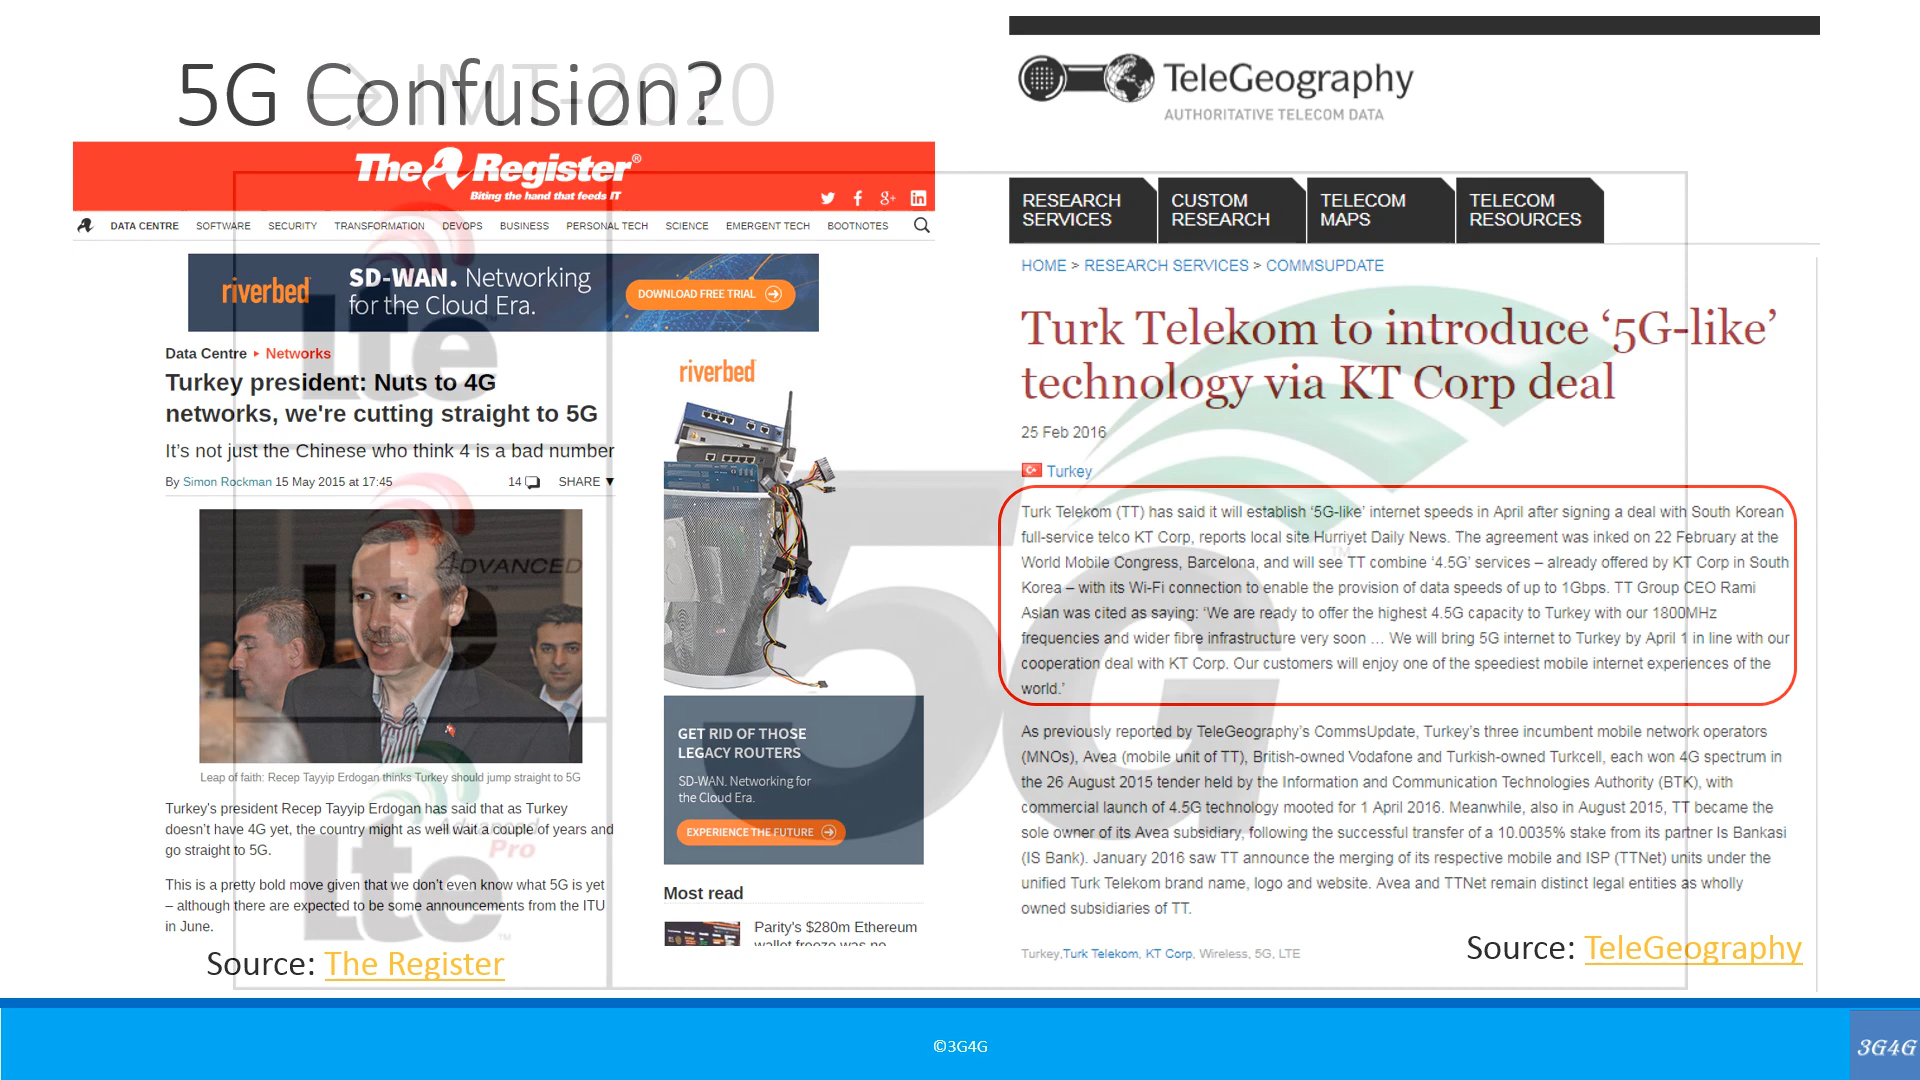 5G Confusion?
→ IMT-2020
The Register®
Biting the hand that feeds IT
DATA CENTRE SOFTWARE SECURITY TRANSFORMATION DEVOPS BUSINESS PERSONAL TECH SCIENCE EMERGENT TECH BOOTNOTES
riverbed
SD-WAN. Networking
for the Cloud Era.
DOWNLOAD FREE TRIAL
Data Centre ▸ Networks
Turkey president: Nuts to 4G
networks, we're cutting straight to 5G
It's not just the Chinese who think 4 is a bad number
By Simon Rockman 15 May 2015 at 17:45
14 SHARE ▼
Leap of faith: Recep Tayyip Erdogan thinks Turkey should jump straight to 5G
Turkey's president Recep Tayyip Erdogan has said that as Turkey
doesn't have 4G yet, the country might as well wait a couple of years and
go straight to 5G.
This is a pretty bold move given that we don't even know what 5G is yet
– although there are expected to be some announcements from the ITU
in June.
Source: The Register
riverbed
GET RID OF THOSE
LEGACY ROUTERS
SD-WAN. Networking for
the Cloud Era.
EXPERIENCE THE FUTURE
Most read
Parity's $280m Ethereum
wallet freeze was no
lte
ADVANCED
lte
Advanced
Pro
lte
5G
TM
TeleGeography
AUTHORITATIVE TELECOM DATA
RESEARCH
SERVICES
CUSTOM
RESEARCH
TELECOM
MAPS
TELECOM
RESOURCES
HOME > RESEARCH SERVICES > COMMSUPDATE
Turk Telekom to introduce ‘5G-like’
technology via KT Corp deal
25 Feb 2016
Turkey
Turk Telekom (TT) has said it will establish ‘5G-like’ internet speeds in April after signing a deal with South Korean
full-service telco KT Corp, reports local site Hurriyet Daily News. The agreement was inked on 22 February at the
World Mobile Congress, Barcelona, and will see TT combine ‘4.5G’ services – already offered by KT Corp in South
Korea – with its Wi-Fi connection to enable the provision of data speeds of up to 1Gbps. TT Group CEO Rami
Aslan was cited as saying: ‘We are ready to offer the highest 4.5G capacity to Turkey with our 1800MHz
frequencies and wider fibre infrastructure very soon … We will bring 5G internet to Turkey by April 1 in line with our
cooperation deal with KT Corp. Our customers will enjoy one of the speediest mobile internet experiences of the
world.’
As previously reported by TeleGeography's CommsUpdate, Turkey's three incumbent mobile network operators
(MNOs), Avea (mobile unit of TT), British-owned Vodafone and Turkish-owned Turkcell, each won 4G spectrum in
the 26 August 2015 tender held by the Information and Communication Technologies Authority (BTK), with
commercial launch of 4.5G technology mooted for 1 April 2016. Meanwhile, also in August 2015, TT became the
sole owner of its Avea subsidiary, following the successful transfer of a 10.0035% stake from its partner Is Bankasi
(IS Bank). January 2016 saw TT announce the merging of its respective mobile and ISP (TTNet) units under the
unified Turk Telekom brand name, logo and website. Avea and TTNet remain distinct legal entities as wholly
owned subsidiaries of TT.
Turkey,Turk Telekom, KT Corp, Wireless, 5G, LTE
Source: TeleGeography
©3G4G
3G4G